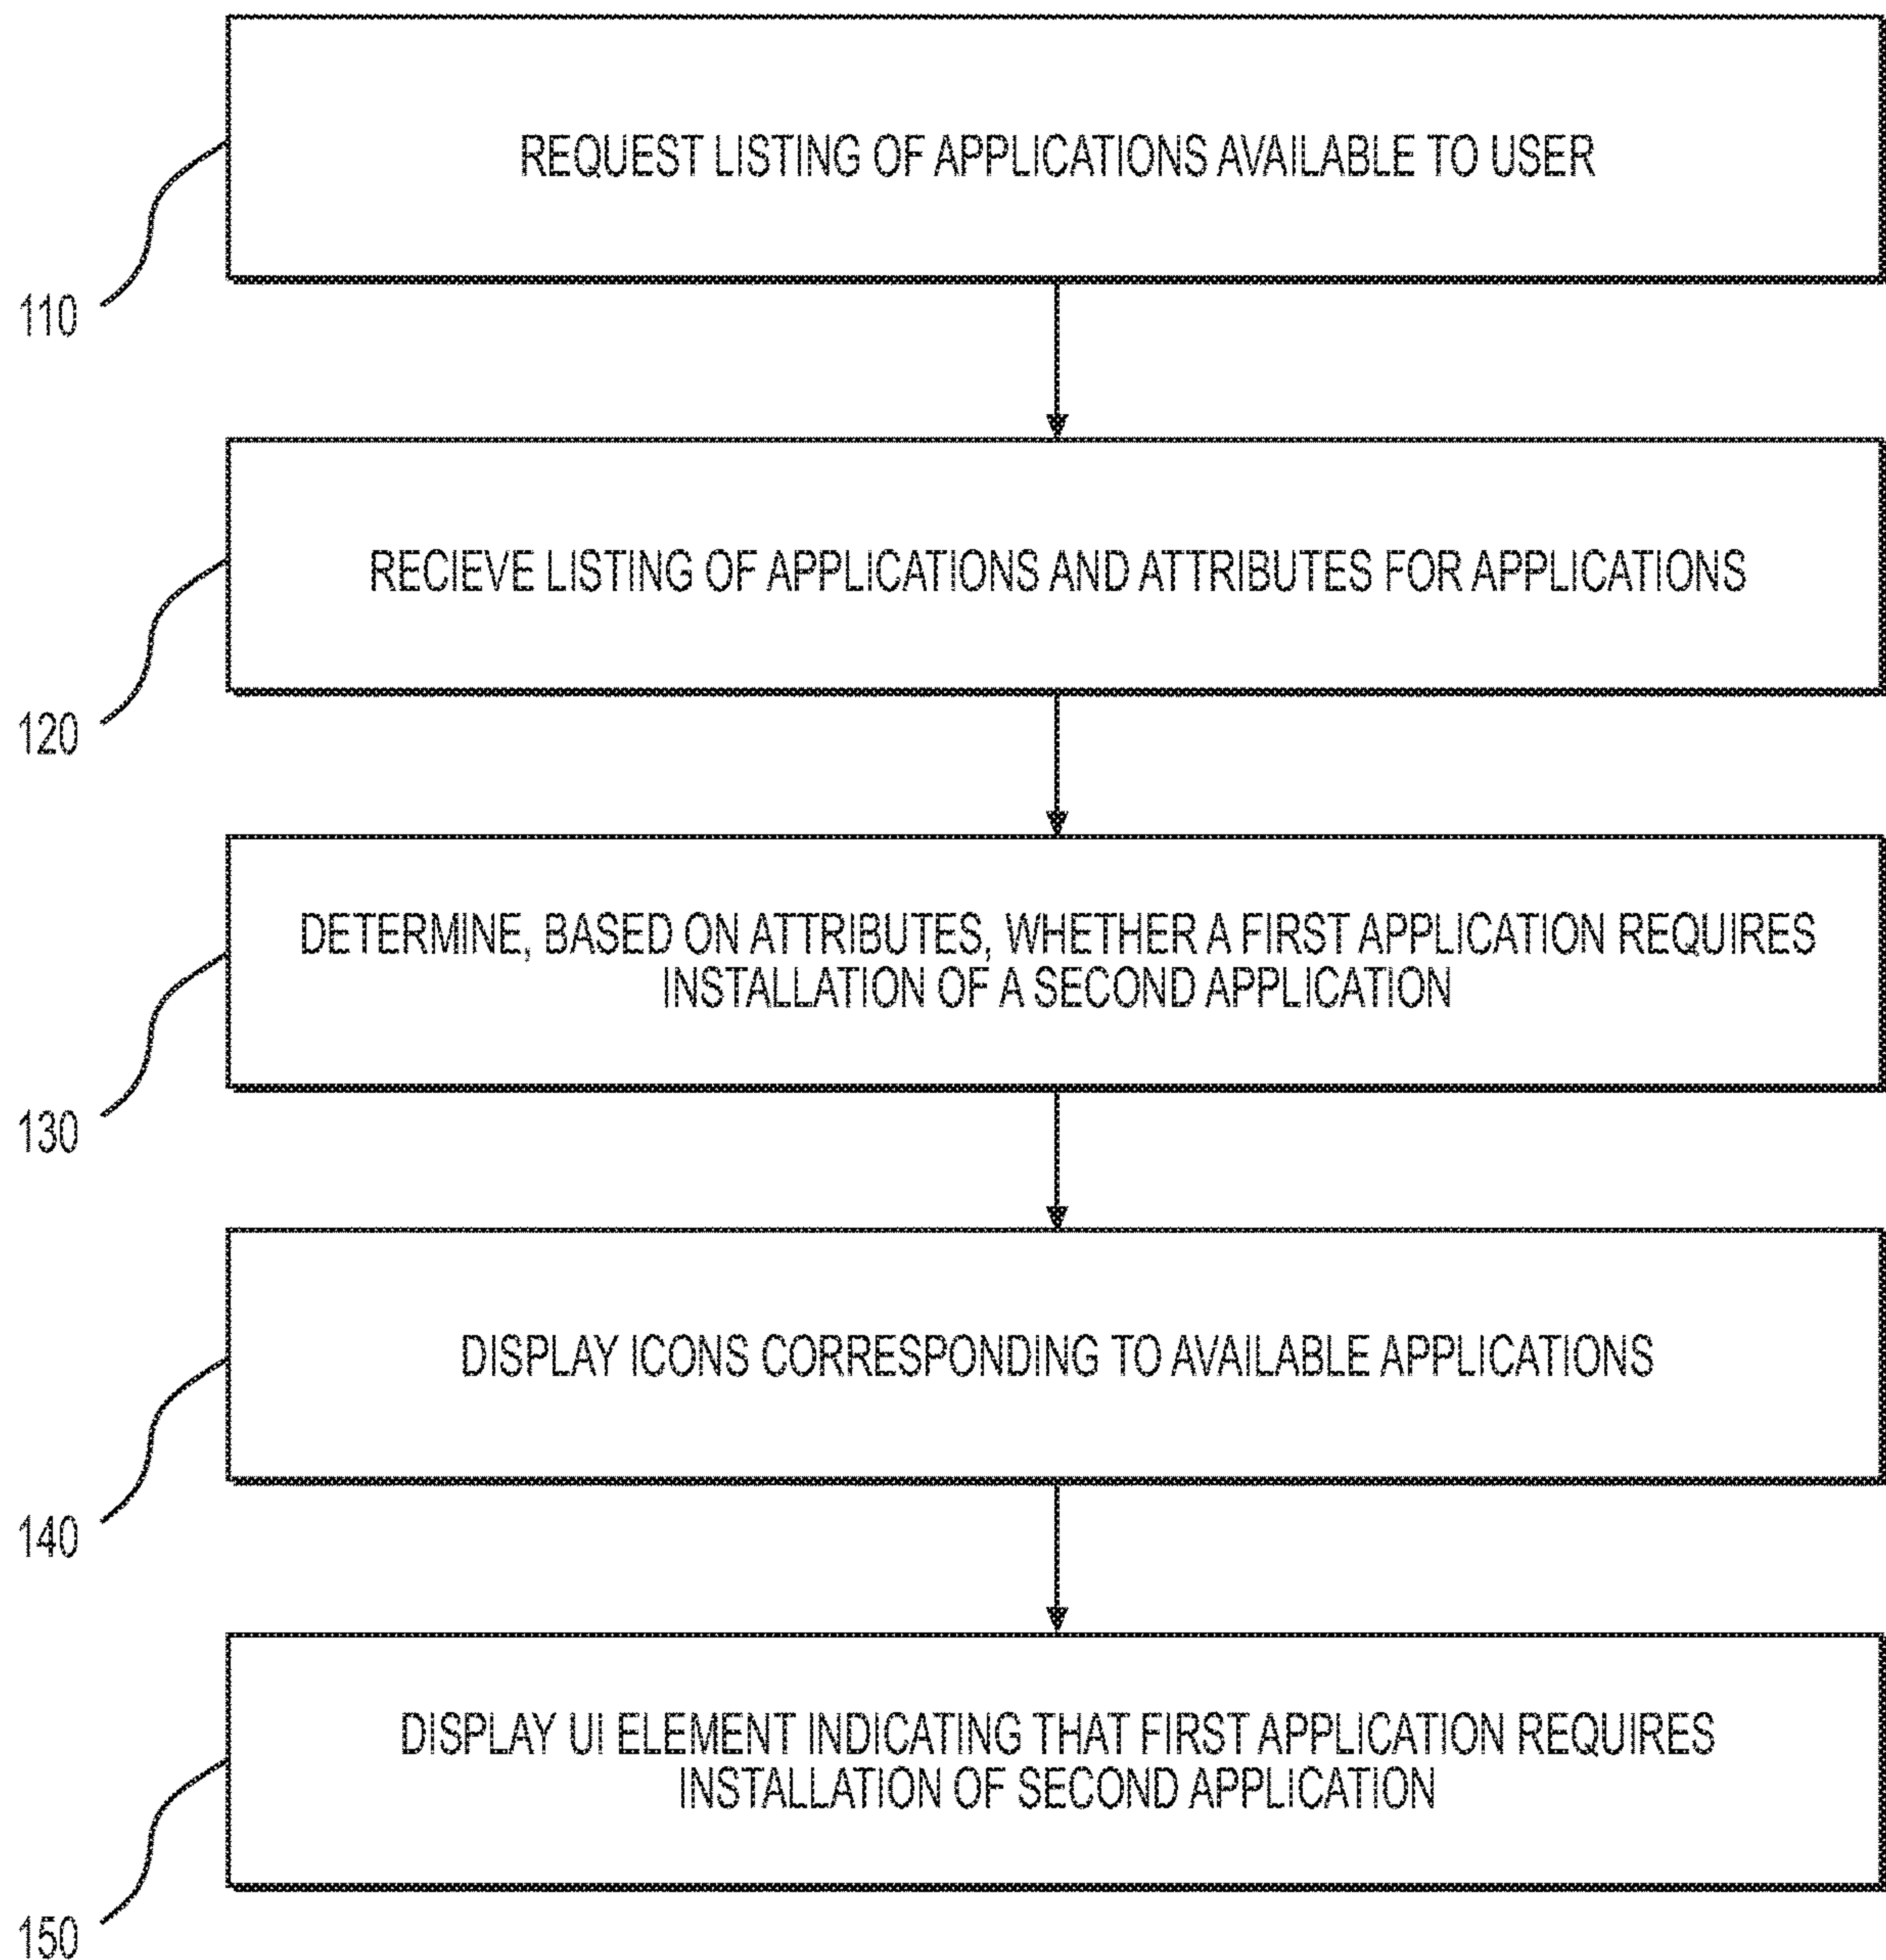 REQUEST LISTING OF APPLICATIONS AVAILABLE TO USER
110
RECIEVE LISTING OF APPLICATIONS AND ATTRIBUTES FOR APPLICATIONS
120
DETERMINE, BASED ON ATTRIBUTES, WHETHER A FIRST APPLICATION REQUIRES
INSTALLATION OF A SECOND APPLICATION
130
DISPLAY ICONS CORRESPONDING TO AVAILABLE APPLICATIONS
140
DISPLAY UI ELEMENT INDICATING THAT FIRST APPLICATION REQUIRES
INSTALLATION OF SECOND APPLICATION
150